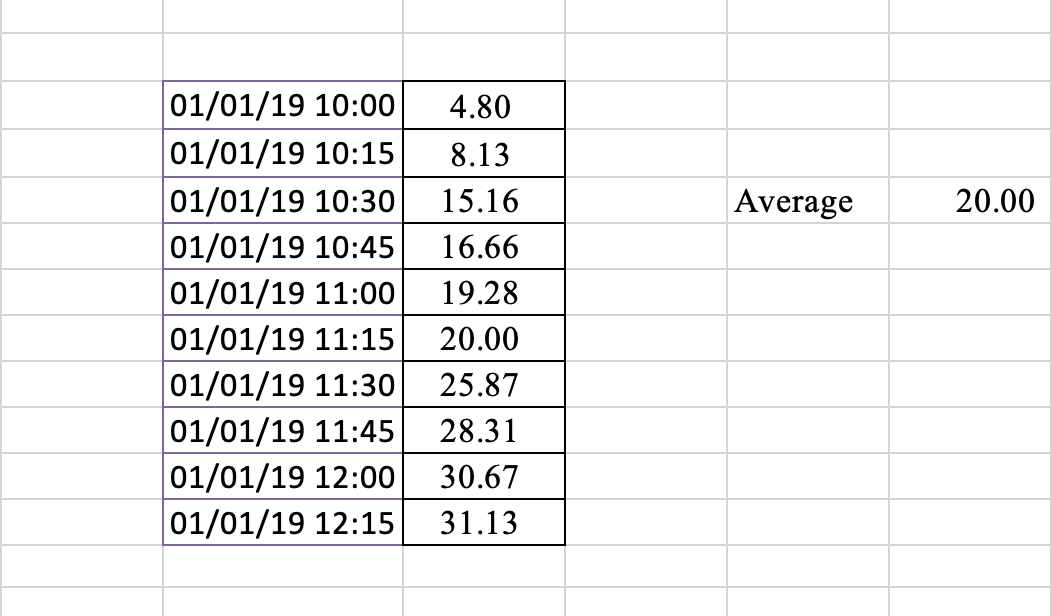 01/01/19 10:00 4.80
01/01/19 10:15 8.13
01/01/19 10:30 15.16 Average 20.00
01/01/19 10:45 16.66
01/01/19 11:00 19.28
01/01/19 11:15 20.00
01/01/19 11:30 25.87
01/01/19 11:45 28.31
01/01/19 12:00 30.67
01/01/19 12:15 31.13